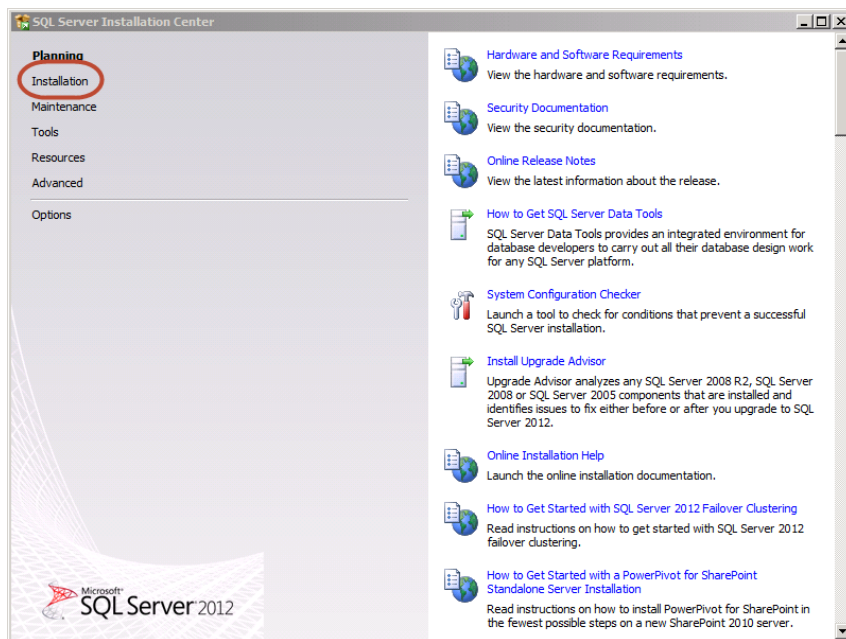 SQL Server Installation Center
Planning
Installation
Maintenance
Tools
Resources
Advanced
Options
Hardware and Software Requirements
View the hardware and software requirements.
Security Documentation
View the security documentation.
Online Release Notes
View the latest information about the release.
How to Get SQL Server Data Tools
SQL Server Data Tools provides an integrated environment for
database developers to carry out all their database design work
for any SQL Server platform.
System Configuration Checker
Launch a tool to check for conditions that prevent a successful
SQL Server installation.
Install Upgrade Advisor
Upgrade Advisor analyzes any SQL Server 2008 R2, SQL Server
2008 or SQL Server 2005 components that are installed and
identifies issues to fix either before or after you upgrade to SQL
Server 2012.
Online Installation Help
Launch the online installation documentation.
How to Get Started with SQL Server 2012 Failover Clustering
Read instructions on how to get started with SQL Server 2012
failover clustering.
How to Get Started with a PowerPivot for SharePoint
Standalone Server Installation
Read instructions on how to install PowerPivot for SharePoint in
the fewest possible steps on a new SharePoint 2010 server.
Microsoft®
SQL Server® 2012